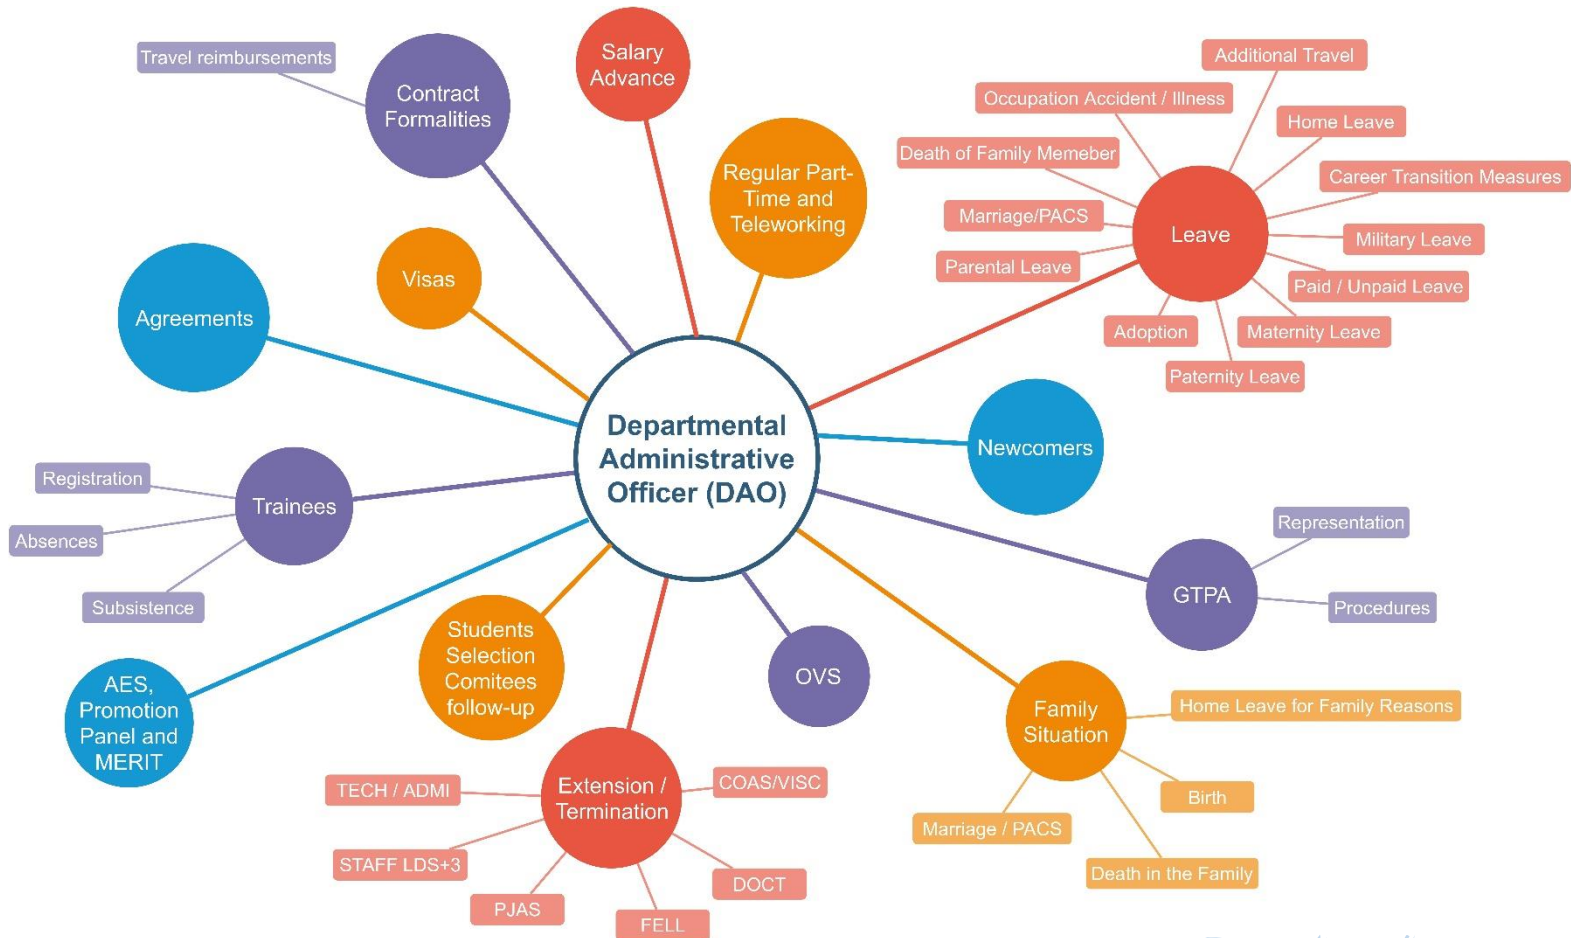 Travel reimbursements
Contract
Formalities
Salary
Advance
Regular Part-
Time and
Teleworking
Additional Travel
Occupation Accident / Illness
Home Leave
Death of Family Memeber
Career Transition Measures
Marriage/PACS
Leave
Military Leave
Parental Leave
Paid / Unpaid Leave
Adoption
Maternity Leave
Paternity Leave
Visas
Agreements
Departmental
Administrative
Officer (DAO)
Newcomers
Registration
Trainees
Absences
Subsistence
Representation
GTPA
Procedures
AES,
Promotion
Panel and
MERIT
Students
Selection
Comitees
follow-up
OVS
Family
Situation
Home Leave for Family Reasons
Birth
Marriage / PACS
Death in the Family
Extension /
Termination
TECH / ADMI
COAS/VISC
STAFF LDS+3
DOCT
PJAS
FELL